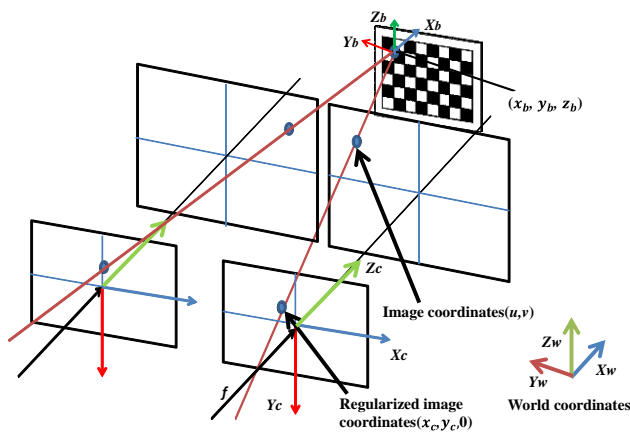 Zb
Xb
Yb
(xb, yb, zb)
Zc
Image coordinates(u,v)
Xc
f
Yc
Regularized image
coordinates(xc,yc,0)
Zw
Xw
Yw
World coordinates